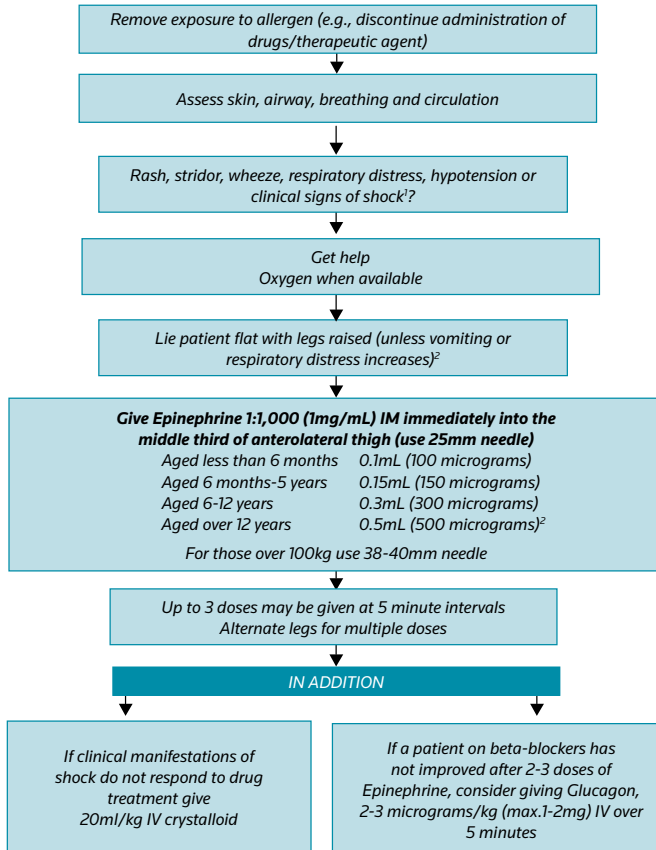 Remove exposure to allergen (e.g., discontinue administration of
drugs/therapeutic agent)
Assess skin, airway, breathing and circulation
Rash, stridor, wheeze, respiratory distress, hypotension or
clinical signs of shock¹?
Get help
Oxygen when available
Lie patient flat with legs raised (unless vomiting or
respiratory distress increases)²
Give Epinephrine 1:1,000 (1mg/mL) IM immediately into the
middle third of anterolateral thigh (use 25mm needle)
Aged less than 6 months 0.1mL (100 micrograms)
Aged 6 months-5 years 0.15mL (150 micrograms)
Aged 6-12 years 0.3mL (300 micrograms)
Aged over 12 years 0.5mL (500 micrograms)²
For those over 100kg use 38-40mm needle
Up to 3 doses may be given at 5 minute intervals
Alternate legs for multiple doses
IN ADDITION
If clinical manifestations of
shock do not respond to drug
treatment give
20ml/kg IV crystalloid
If a patient on beta-blockers has
not improved after 2-3 doses of
Epinephrine, consider giving Glucagon,
2-3 micrograms/kg (max.1-2mg) IV over
5 minutes